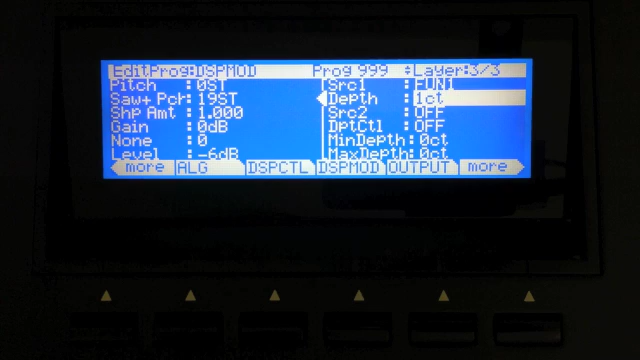 EditProg:DSPMOD Prog 999 Layer:3/3
Pitch :0ST Src1 :FUN1
Saw+ Pch:19ST Depth :1ct
Shp Amt :1.000 Src2 :OFF
Gain :0dB DptCtl :OFF
None :0 MinDepth:0ct
Level :-6dB MaxDepth:0ct
more ALG DSPCTL DSPMOD OUTPUT more